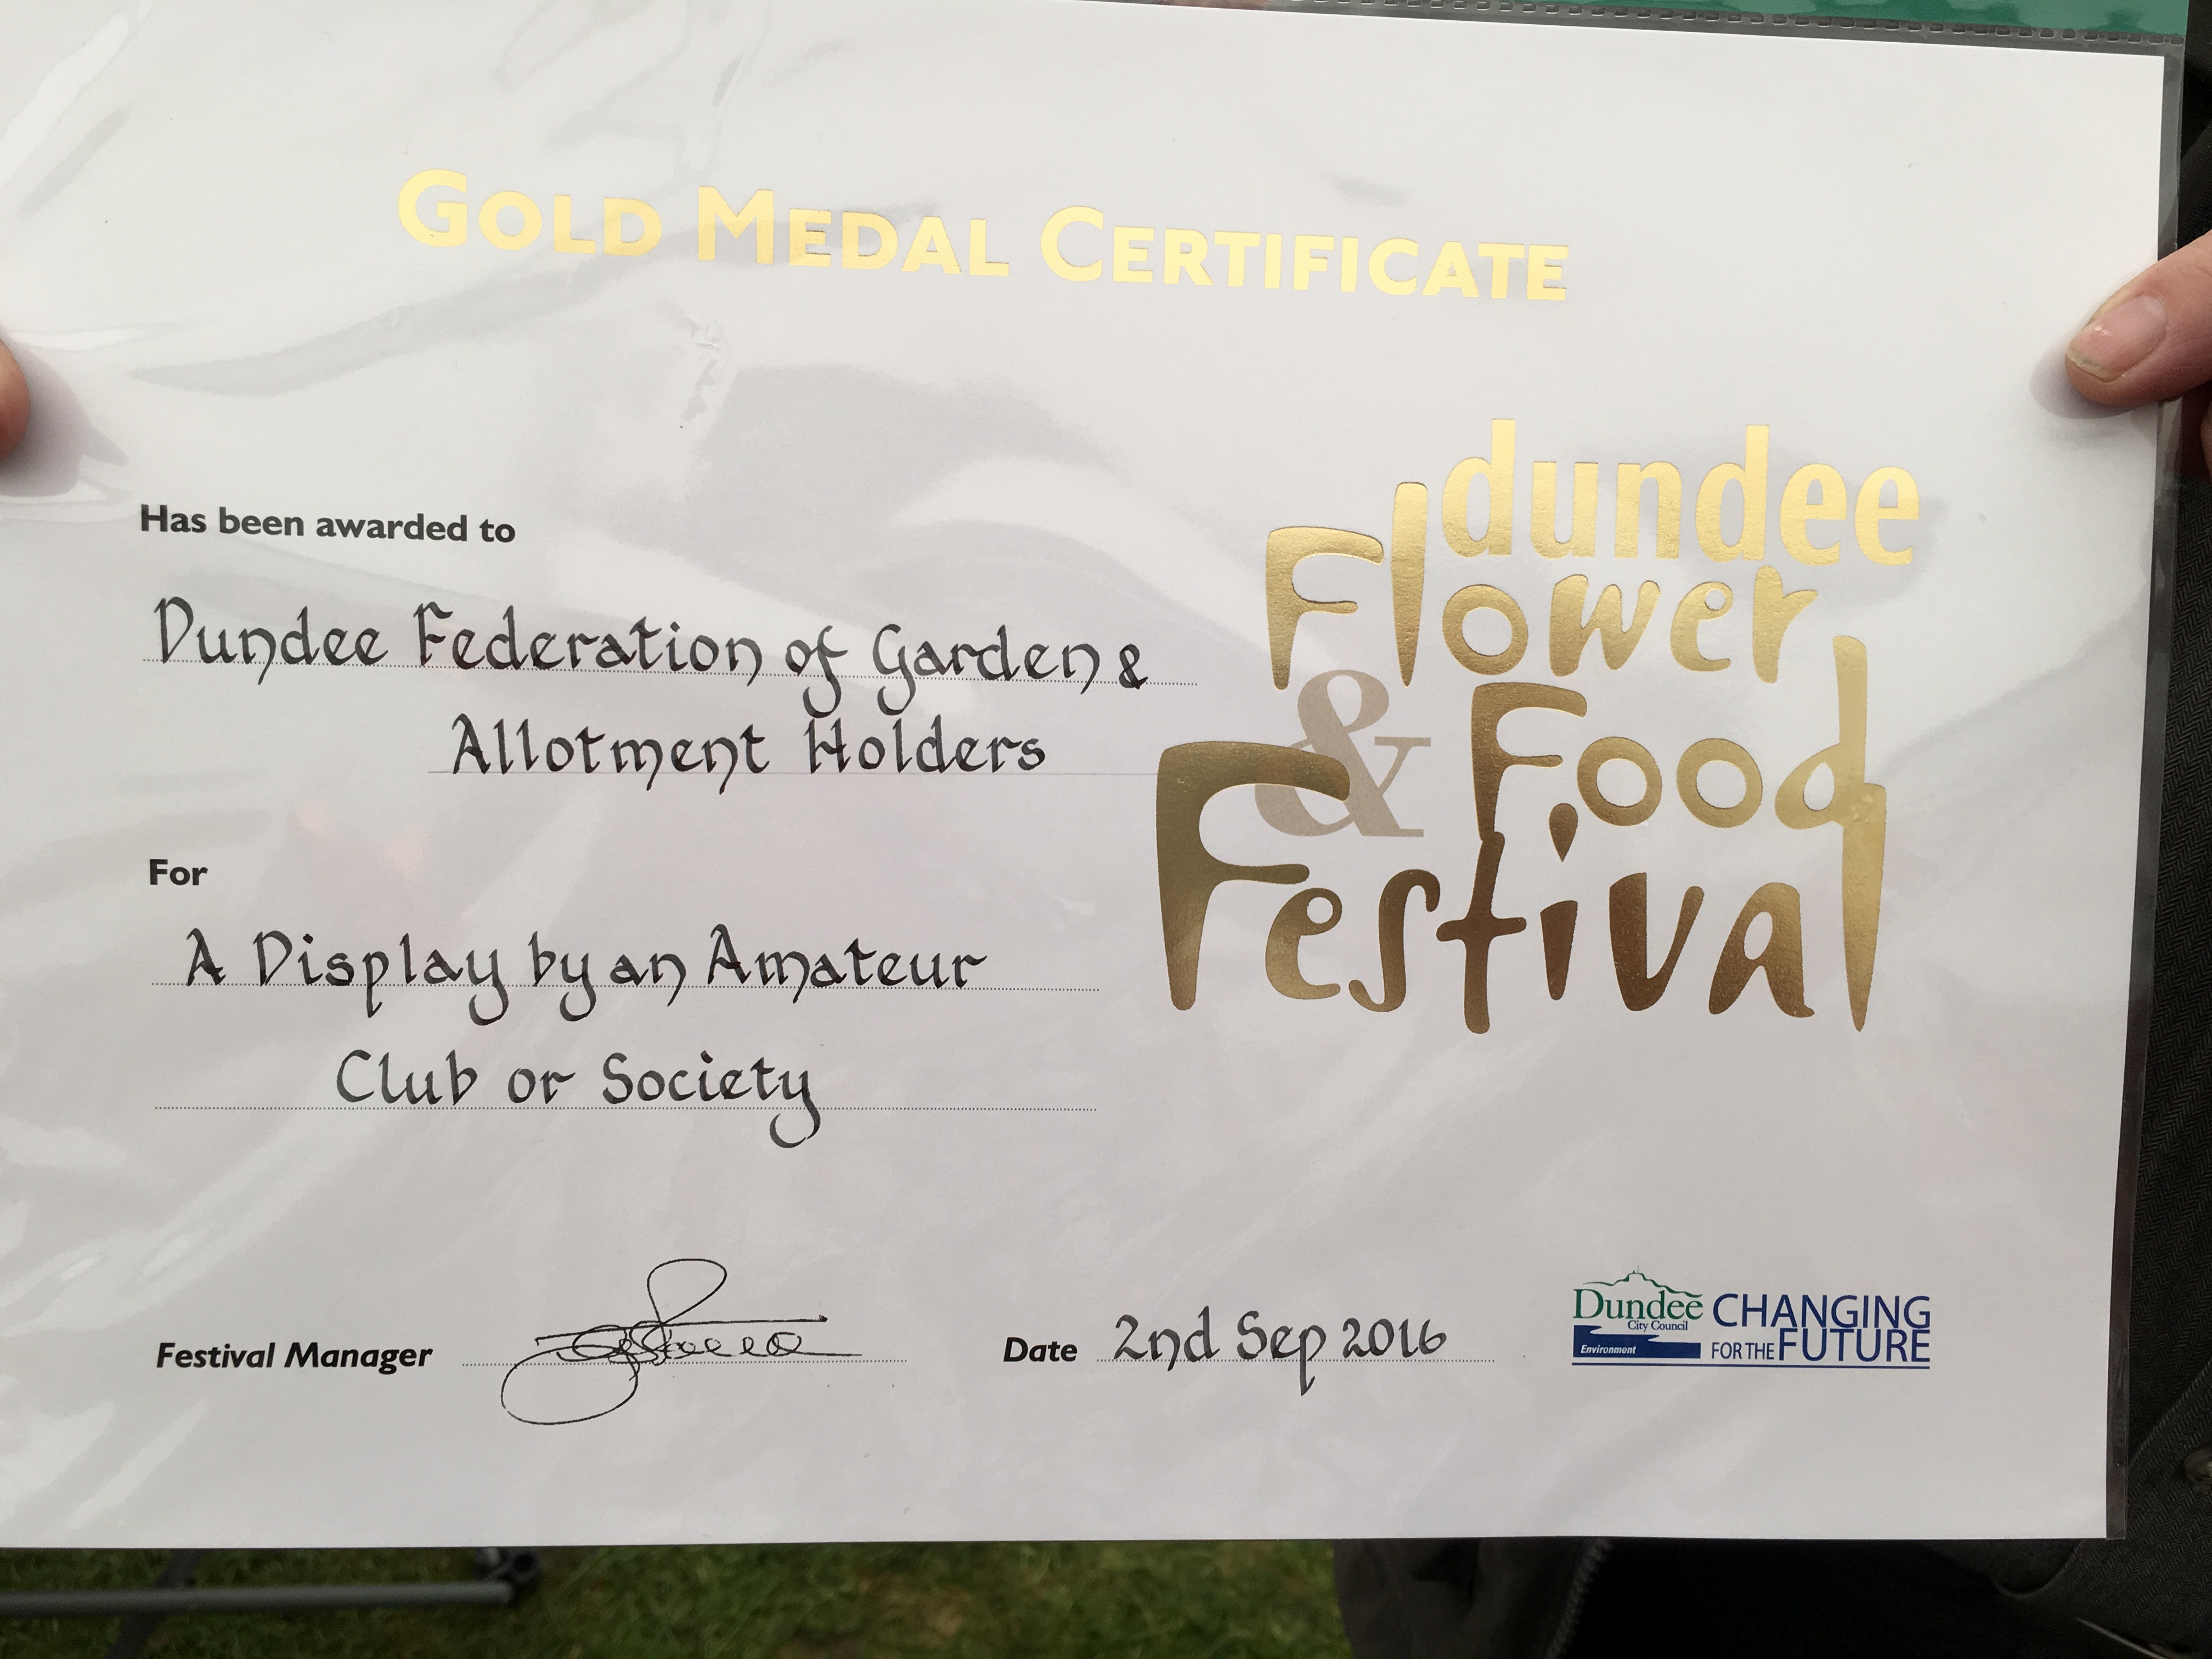 GOLD MEDAL CERTIFICATE
Has been awarded to
Dundee Federation of Garden &
Allotment Holders
For
A Display by an Amateur
Club or Society
dundee
Flower
& Food
Festival
Festival Manager
Date 2nd Sep 2016
Dundee
City Council
Environment
CHANGING
FOR THE FUTURE